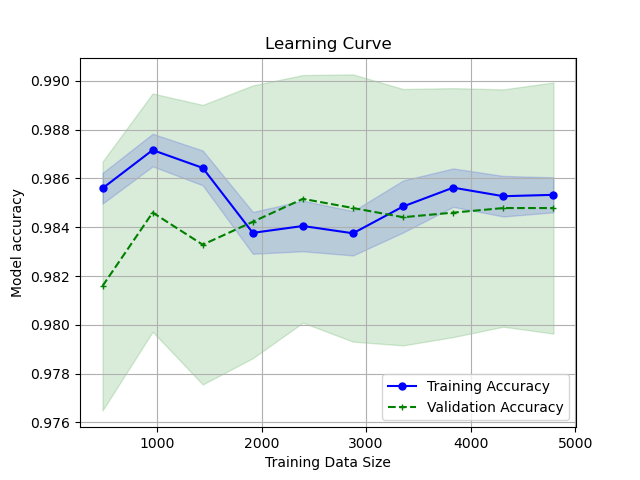 Learning Curve
Model accuracy
0.990
0.988
0.986
0.984
0.982
0.980
0.978
0.976
Training Accuracy
Validation Accuracy
1000 2000 3000 4000 5000
Training Data Size